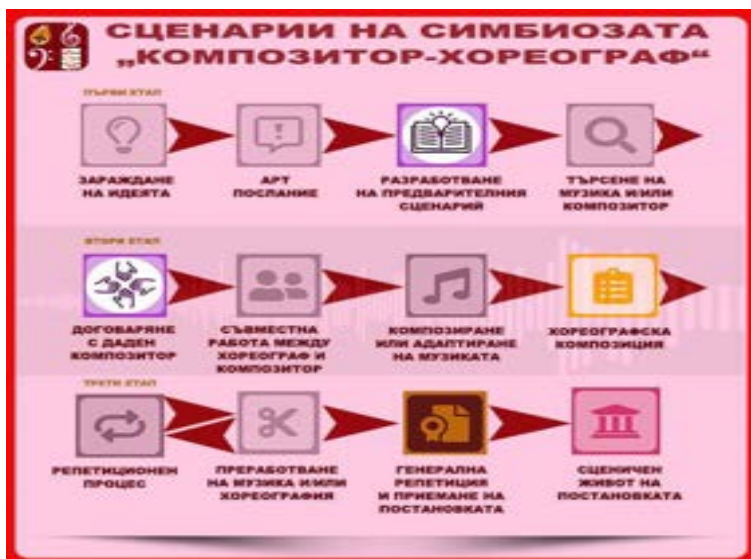 СЦЕНАРИИ НА СИМБИОЗАТА
„КОМПОЗИТОР-ХОРЕОГРАФ“
ПЪРВИ ЕТАП
ЗАРАЖДАНЕ
НА ИДЕЯТА
АРТ
ПОСЛАНИЕ
РАЗРАБОТВАНЕ
НА ПРЕДВАРИТЕЛНИЯ
СЦЕНАРИЙ
ТЪРСЕНЕ НА
МУЗИКА И/ИЛИ
КОМПОЗИТОР
ВТОРИ ЕТАП
ДОГОВАРЯНЕ
С ДАДЕН
КОМПОЗИТОР
СЪВМЕСТНА
РАБОТА МЕЖДУ
ХОРЕОГРАФ И
КОМПОЗИТОР
КОМПОЗИРАНЕ
ИЛИ АДАПТИРАНЕ
НА МУЗИКАТА
ХОРЕОГРАФСКА
КОМПОЗИЦИЯ
ТРЕТИ ЕТАП
РЕПЕТИЦИОНЕН
ПРОЦЕС
ПРЕРАБОТВАНЕ
НА МУЗИКА И/ИЛИ
ХОРЕОГРАФИЯ
ГЕНЕРАЛНА
РЕПЕТИЦИЯ
И ПРИЕМАНЕ НА
ПОСТАНОВКАТА
СЦЕНИЧЕН
ЖИВОТ НА
ПОСТАНОВКАТА